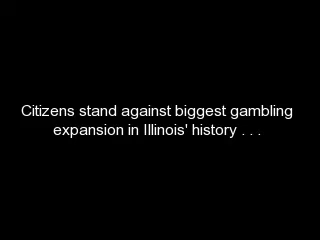 Citizens stand against biggest gambling
expansion in Illinois' history . . .